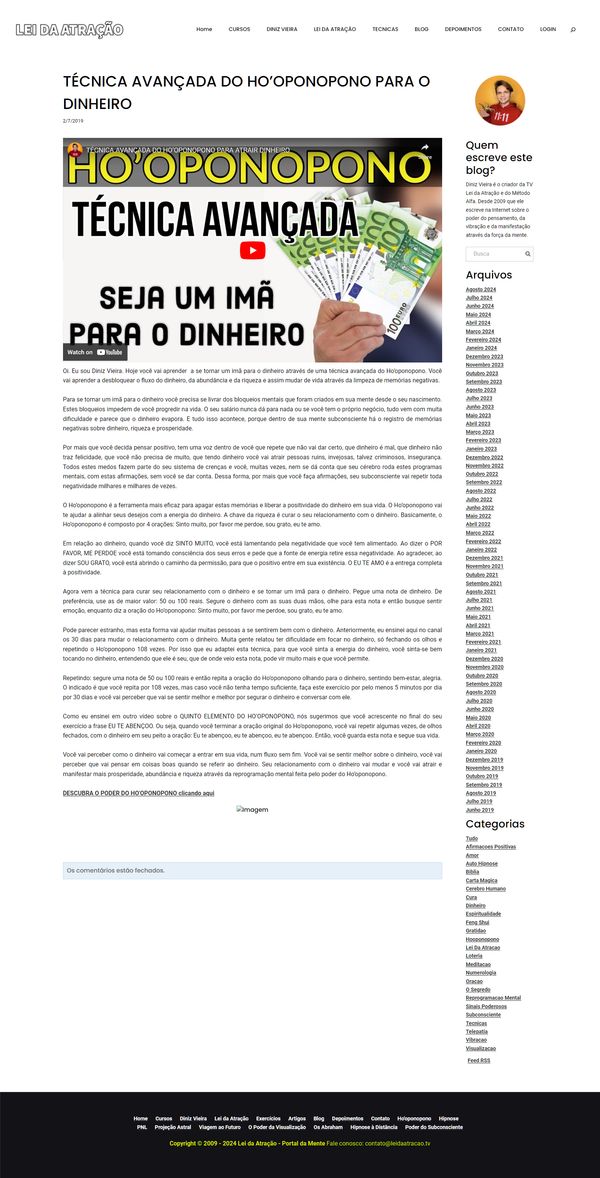 LEI DA ATRAÇÃO
Home CURSOS DINIZ VIEIRA LEI DA ATRAÇÃO TECNICAS BLOG DEPOIMENTOS CONTATO LOGIN
TÉCNICA AVANÇADA DO HO’OPONOPONO PARA O
DINHEIRO
2/7/2019
TÉCNICA AVANÇADA DO HO'OPONOPONO PARA ATRAIR DINHEIRO
Share
HO'OPONOPONO
TÉCNICA AVANÇADA
SEJA UM IMÃ
PARA O DINHEIRO
100 EURO
Watch on YouTube
Oi. Eu sou Diniz Vieira. Hoje você vai aprender a se tornar um imã para o dinheiro através de uma técnica avançada do Ho'oponopono. Você
vai aprender a desbloquear o fluxo do dinheiro, da abundância e da riqueza e assim mudar de vida através da limpeza de memórias negativas.
Para se tornar um imã para o dinheiro você precisa se livrar dos bloqueios mentais que foram criados em sua mente desde o seu nascimento.
Estes bloqueios impedem de você progredir na vida. O seu salário nunca dá para nada ou se você tem o próprio negócio, tudo vem com muita
dificuldade e parece que o dinheiro evapora. E tudo isso acontece, porque dentro de sua mente subconsciente há o registro de memórias
negativas sobre dinheiro, riqueza e prosperidade.
Por mais que você decida pensar positivo, tem uma voz dentro de você que repete que não vai dar certo, que dinheiro é mal, que dinheiro não
traz felicidade, que você não precisa de muito, que tendo dinheiro você vai atrair pessoas ruins, invejosas, talvez criminosos, insegurança.
Todos estes medos fazem parte do seu sistema de crenças e você, muitas vezes, nem se dá conta que seu cérebro roda estes programas
mentais, com estas afirmações, sem você se dar conta. Dessa forma, por mais que você faça afirmações, seu subconsciente vai repetir toda
negatividade milhares e milhares de vezes.
O Ho'oponopono é a ferramenta mais eficaz para apagar estas memórias e liberar a positividade do dinheiro em sua vida. O Ho'oponopono vai
te ajudar a alinhar seus desejos com a energia do dinheiro. A chave da riqueza é curar o seu relacionamento com o dinheiro. Basicamente, o
Ho'oponopono é composto por 4 orações: Sinto muito, por favor me perdoe, sou grato, eu te amo.
Em relação ao dinheiro, quando você diz SINTO MUITO, você está lamentando pela negatividade que você tem alimentado. Ao dizer o POR
FAVOR, ME PERDOE você está tomando consciência dos seus erros e pede que a fonte de energia retire essa negatividade. Ao agradecer, ao
dizer SOU GRATO, você está abrindo o caminho da permissão, para que o positivo entre em sua existência. O EU TE AMO é a entrega completa
à positividade.
Agora vem a técnica para curar seu relacionamento com o dinheiro e se tornar um imã para o dinheiro. Pegue uma nota de dinheiro. De
preferência, use as de maior valor: 50 ou 100 reais. Segure o dinheiro com as suas duas mãos, olhe para esta nota e então busque sentir
emoção, enquanto diz a oração do Ho'oponopono: Sinto muito, por favor me perdoe, sou grato, eu te amo.
Pode parecer estranho, mas esta forma vai ajudar muitas pessoas a se sentirem bem com o dinheiro. Anteriormente, eu ensinei aqui no canal
os 30 dias para mudar o relacionamento com o dinheiro. Muita gente relatou ter dificuldade em focar no dinheiro, só fechando os olhos e
repetindo o Ho'oponopono 108 vezes. Por isso que eu adaptei esta técnica, para que você sinta a energia do dinheiro, você sinta-se bem
tocando no dinheiro, entendendo que ele é seu, que de onde veio esta nota, pode vir muito mais e que você permite.
Repetindo: segure uma nota de 50 ou 100 reais e então repita a oração do Ho'oponopono olhando para o dinheiro, sentindo bem-estar, alegria.
O indicado é que você repita por 108 vezes, mas caso você não tenha tempo suficiente, faça este exercício por pelo menos 5 minutos por dia
por 30 dias e você vai perceber que vai se sentir melhor e melhor por segurar o dinheiro e conversar com ele.
Como eu ensinei em outro vídeo sobre o QUINTO ELEMENTO DO HO'OPONOPONO, nós sugerimos que você acrescente no final do seu
exercício a frase EU TE ABENÇOO. Ou seja, quando você terminar a oração original do Ho'oponopono, você vai repetir algumas vezes, de olhos
fechados, com o dinheiro em seu peito a oração: Eu te abençoo, eu te abençoo, eu te abençoo. Então, você guarda esta nota e segue sua vida.
Você vai perceber como o dinheiro vai começar a entrar em sua vida, num fluxo sem fim. Você vai se sentir melhor sobre o dinheiro, você vai
perceber que vai pensar em coisas boas quando se referir ao dinheiro. Seu relacionamento com o dinheiro vai mudar e você vai atrair e
manifestar mais prosperidade, abundância e riqueza através da reprogramação mental feita pelo poder do Ho'oponopono.
DESCUBRA O PODER DO HO'OPONOPONO clicando aqui
Imagem
Os comentários estão fechados.
11:11
Quem
escreve este
blog?
Diniz Vieira é o criador da TV
Lei da Atração e do Método
Alfa. Desde 2009 que ele
escreve na Internet sobre o
poder do pensamento, da
vibração e da manifestação
através da força da mente.
Busca
Arquivos
Agosto 2024
Julho 2024
Junho 2024
Maio 2024
Abril 2024
Março 2024
Fevereiro 2024
Janeiro 2024
Dezembro 2023
Novembro 2023
Outubro 2023
Setembro 2023
Agosto 2023
Julho 2023
Junho 2023
Maio 2023
Abril 2023
Março 2023
Fevereiro 2023
Janeiro 2023
Dezembro 2022
Novembro 2022
Outubro 2022
Setembro 2022
Agosto 2022
Julho 2022
Junho 2022
Maio 2022
Abril 2022
Março 2022
Fevereiro 2022
Janeiro 2022
Dezembro 2021
Novembro 2021
Outubro 2021
Setembro 2021
Agosto 2021
Julho 2021
Junho 2021
Maio 2021
Abril 2021
Março 2021
Fevereiro 2021
Janeiro 2021
Dezembro 2020
Novembro 2020
Outubro 2020
Setembro 2020
Agosto 2020
Julho 2020
Junho 2020
Maio 2020
Abril 2020
Março 2020
Fevereiro 2020
Janeiro 2020
Dezembro 2019
Novembro 2019
Outubro 2019
Setembro 2019
Agosto 2019
Julho 2019
Junho 2019
Categorias
Tudo
Afirmacoes Positivas
Amor
Auto Hipnose
Biblia
Carta Magica
Cerebro Humano
Cura
Dinheiro
Espiritualidade
Feng Shui
Gratidao
Hooponopono
Lei Da Atracao
Loteria
Meditacao
Numerologia
Oracao
O Segredo
Reprogramacao Mental
Sinais Poderosos
Subconsciente
Tecnicas
Telepatia
Vibracao
Visualizacao
Feed RSS
Home Cursos Diniz Vieira Lei da Atração Exercícios Artigos Blog Depoimentos Contato Ho'oponopono Hipnose
PNL Projeção Astral Viagem ao Futuro O Poder da Visualização Os Abraham Hipnose à Distância Poder do Subconsciente
Copyright © 2009 - 2024 Lei da Atração - Portal da Mente Fale conosco: contato@leidaatracao.tv